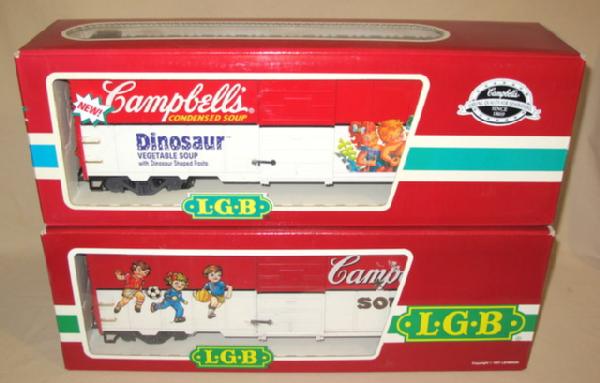 NEW!
Campbell's
CONDENSED SOUP
Dinosaur
VEGETABLE SOUP
with Dinosaur Shaped Pasta
Campbell's
SINCE
1869
L·G·B
Camp
SO
L·G·B
L·G·B